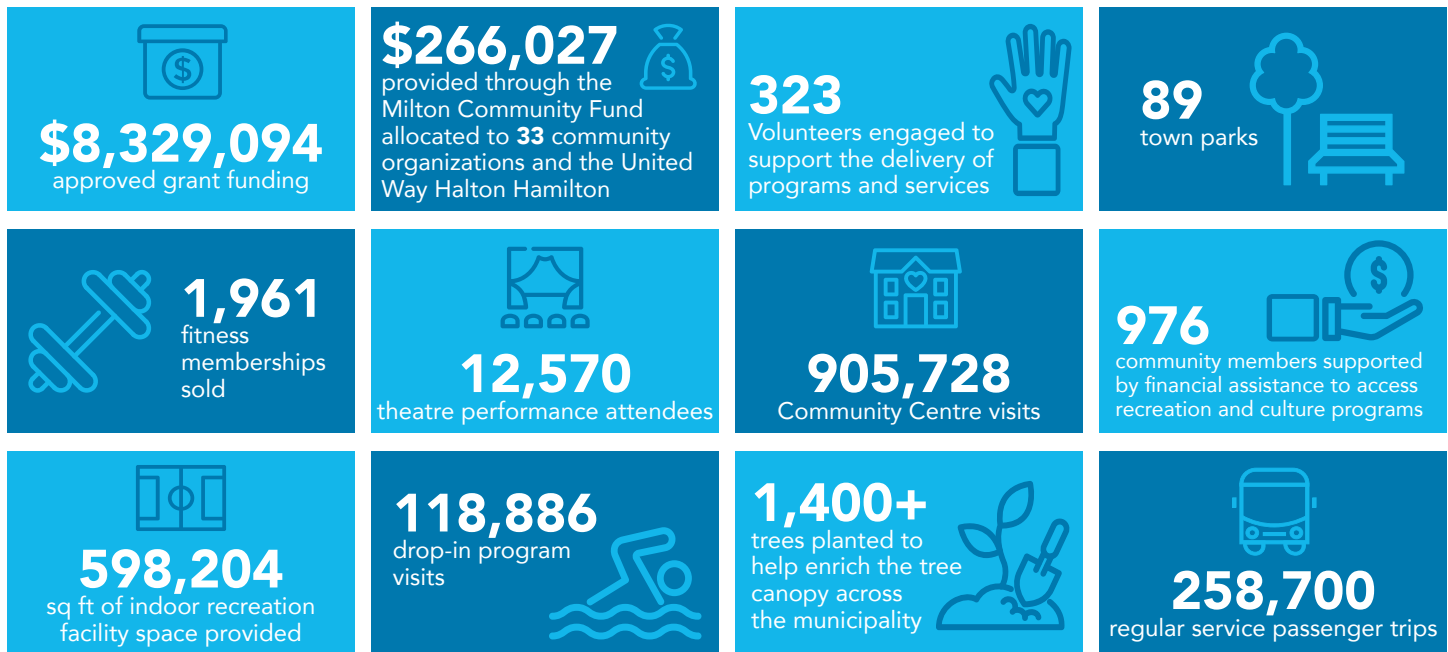 $
$8,329,094
approved grant funding
$266,027
$
provided through the
Milton Community Fund
allocated to 33 community
organizations and the United
Way Halton Hamilton
323
Volunteers engaged to
support the delivery of
programs and services
89
town parks
1,961
fitness
memberships
sold
12,570
theatre performance attendees
905,728
Community Centre visits
$
976
community members supported
by financial assistance to access
recreation and culture programs
598,204
sq ft of indoor recreation
facility space provided
118,886
drop-in program
visits
1,400+
trees planted to
help enrich the tree
canopy across
the municipality
258,700
regular service passenger trips